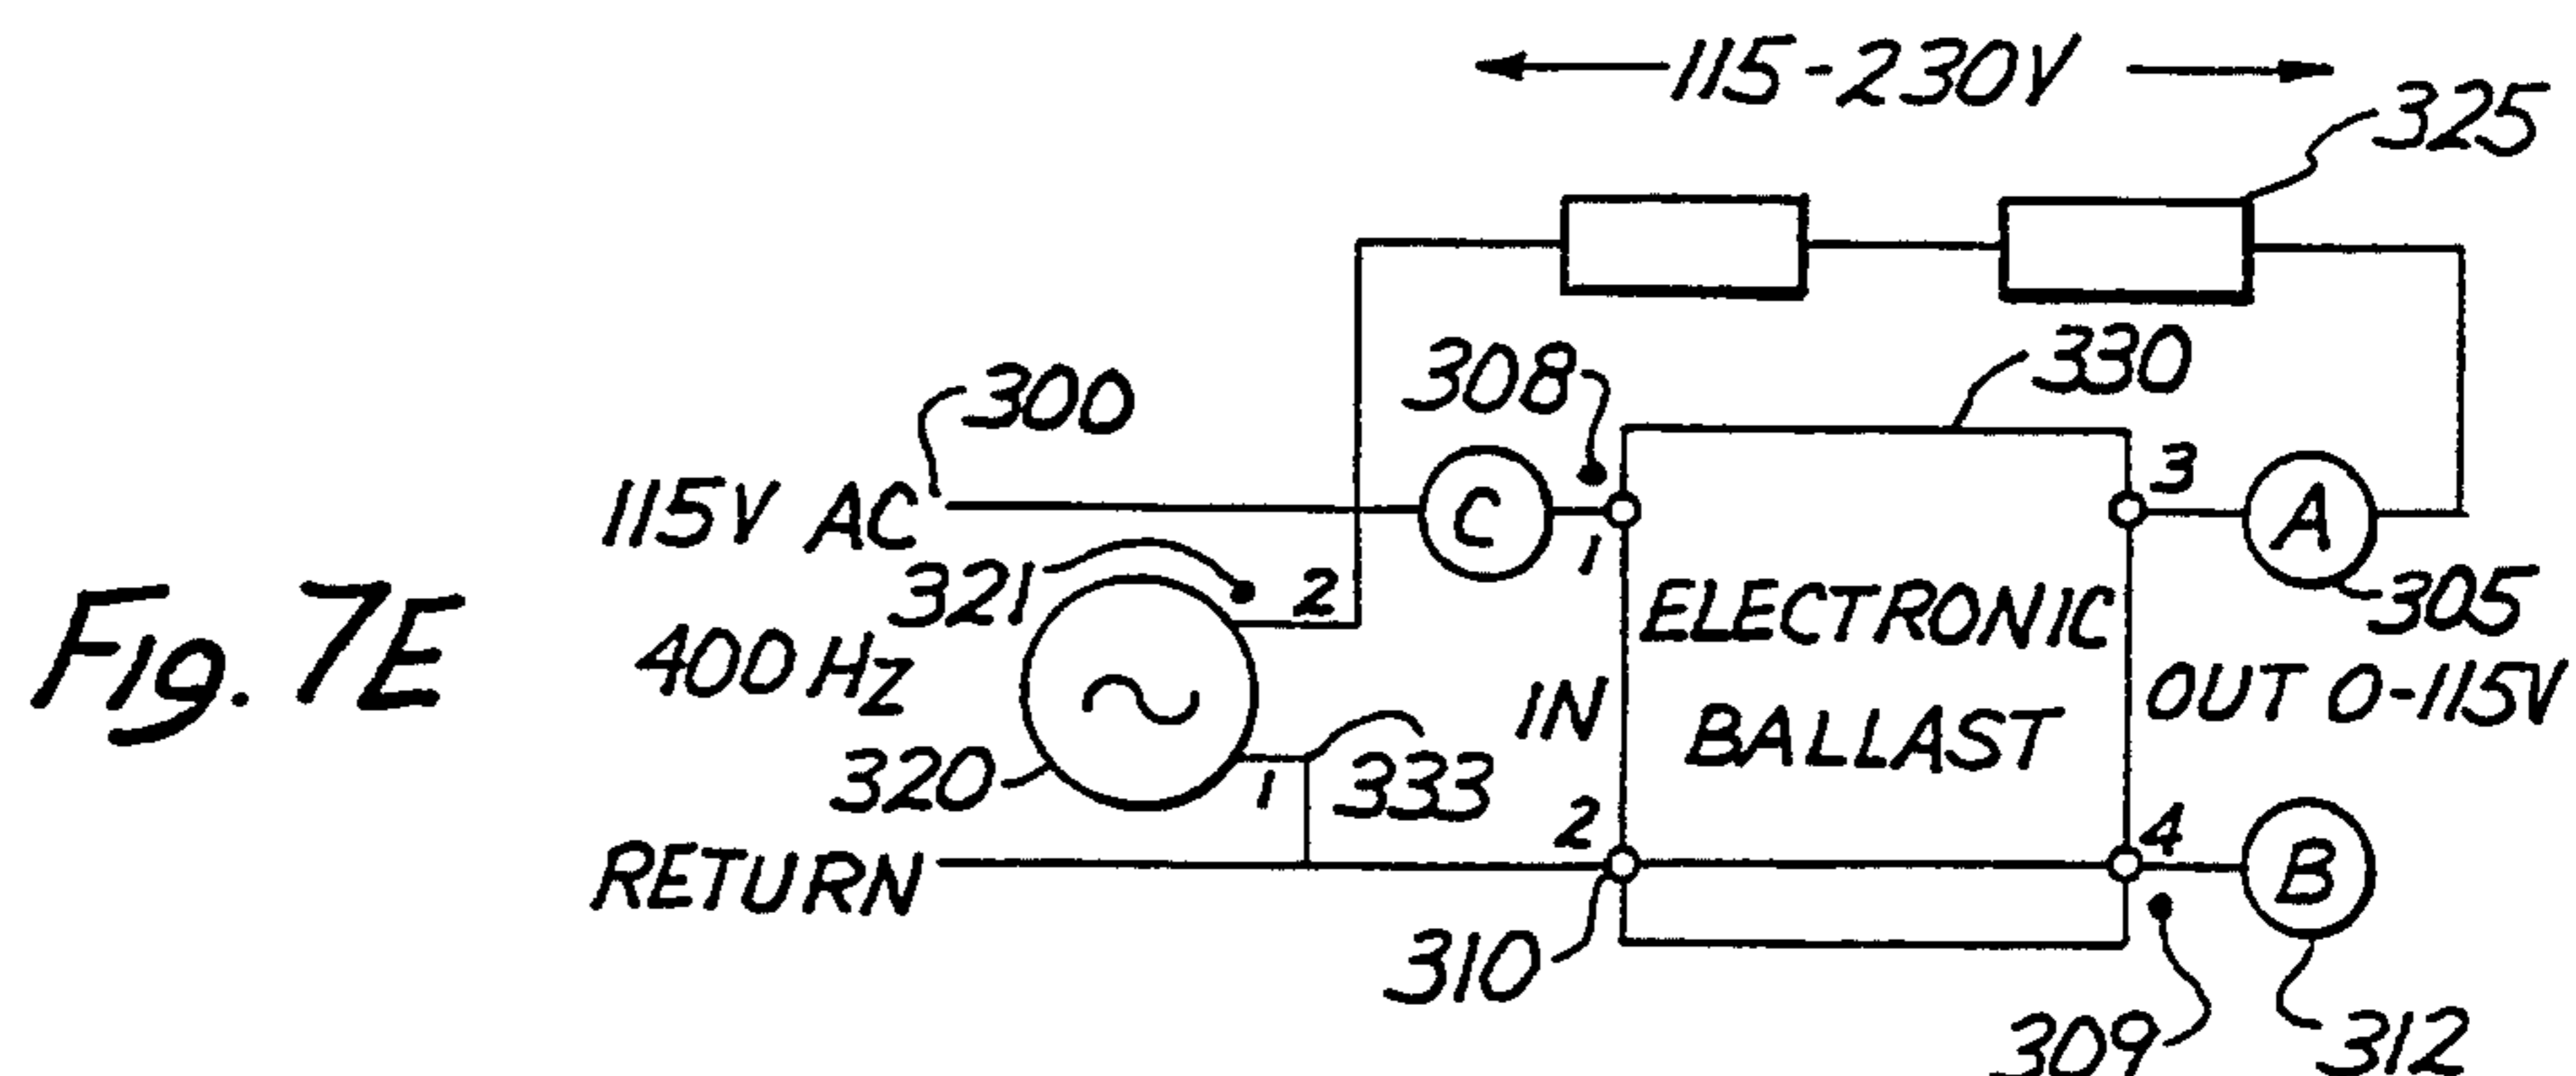 115-230V
325
330
308
300
3
C
A
115V AC
1
321
2
305
ELECTRONIC
400 Hz
IN
OUT 0-115V
BALLAST
Fig. 7E
320
1
333
2
4
B
RETURN
310
309
312